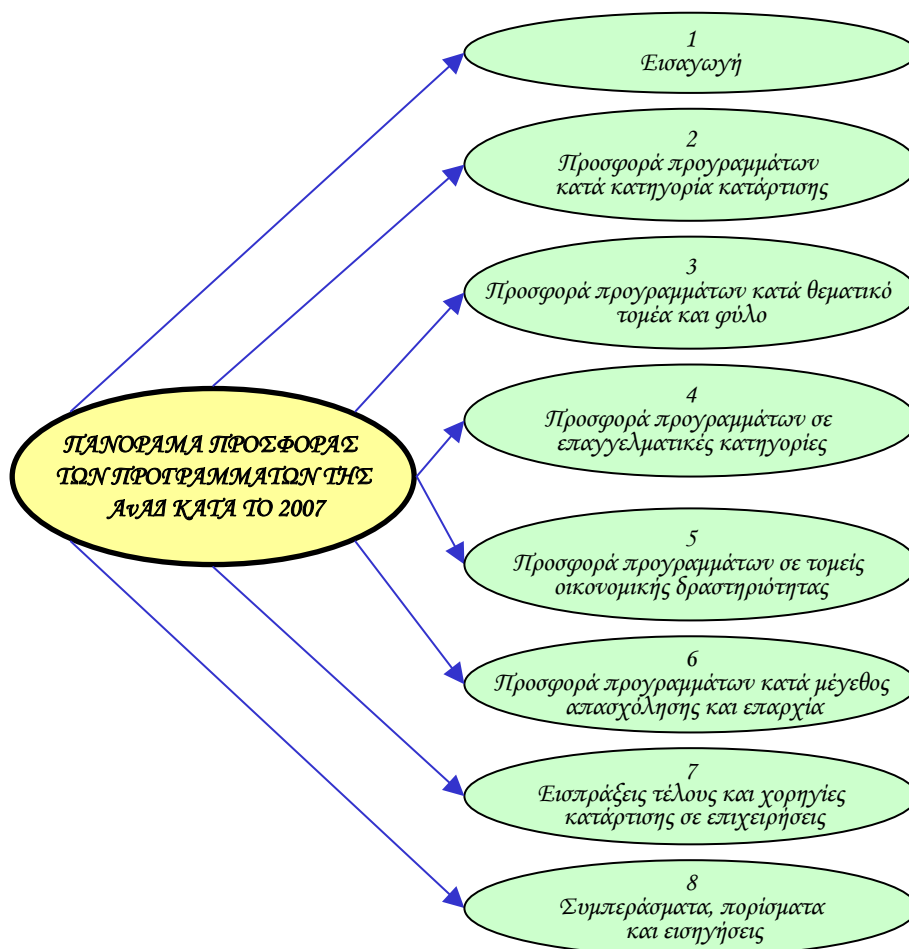 1
Εισαγωγή
2
Προσφορά προγραμμάτων
κατά κατηγορία κατάρτισης
3
Προσφορά προγραμμάτων κατά θεματικό
τομέα και φύλο
ΠΑΝΟΡΑΜΑ ΠΡΟΣΦΟΡΑΣ
ΤΩΝ ΠΡΟΓΡΑΜΜΑΤΩΝ ΤΗΣ
ΑνΑΔ ΚΑΤΑ ΤΟ 2007
4
Προσφορά προγραμμάτων σε
επαγγελματικές κατηγορίες
5
Προσφορά προγραμμάτων σε τομείς
οικονομικής δραστηριότητας
6
Προσφορά προγραμμάτων κατά μέγεθος
απασχόλησης και επαρχία
7
Εισπράξεις τέλους και χορηγίες
κατάρτισης σε επιχειρήσεις
8
Συμπεράσματα, πορίσματα
και εισηγήσεις